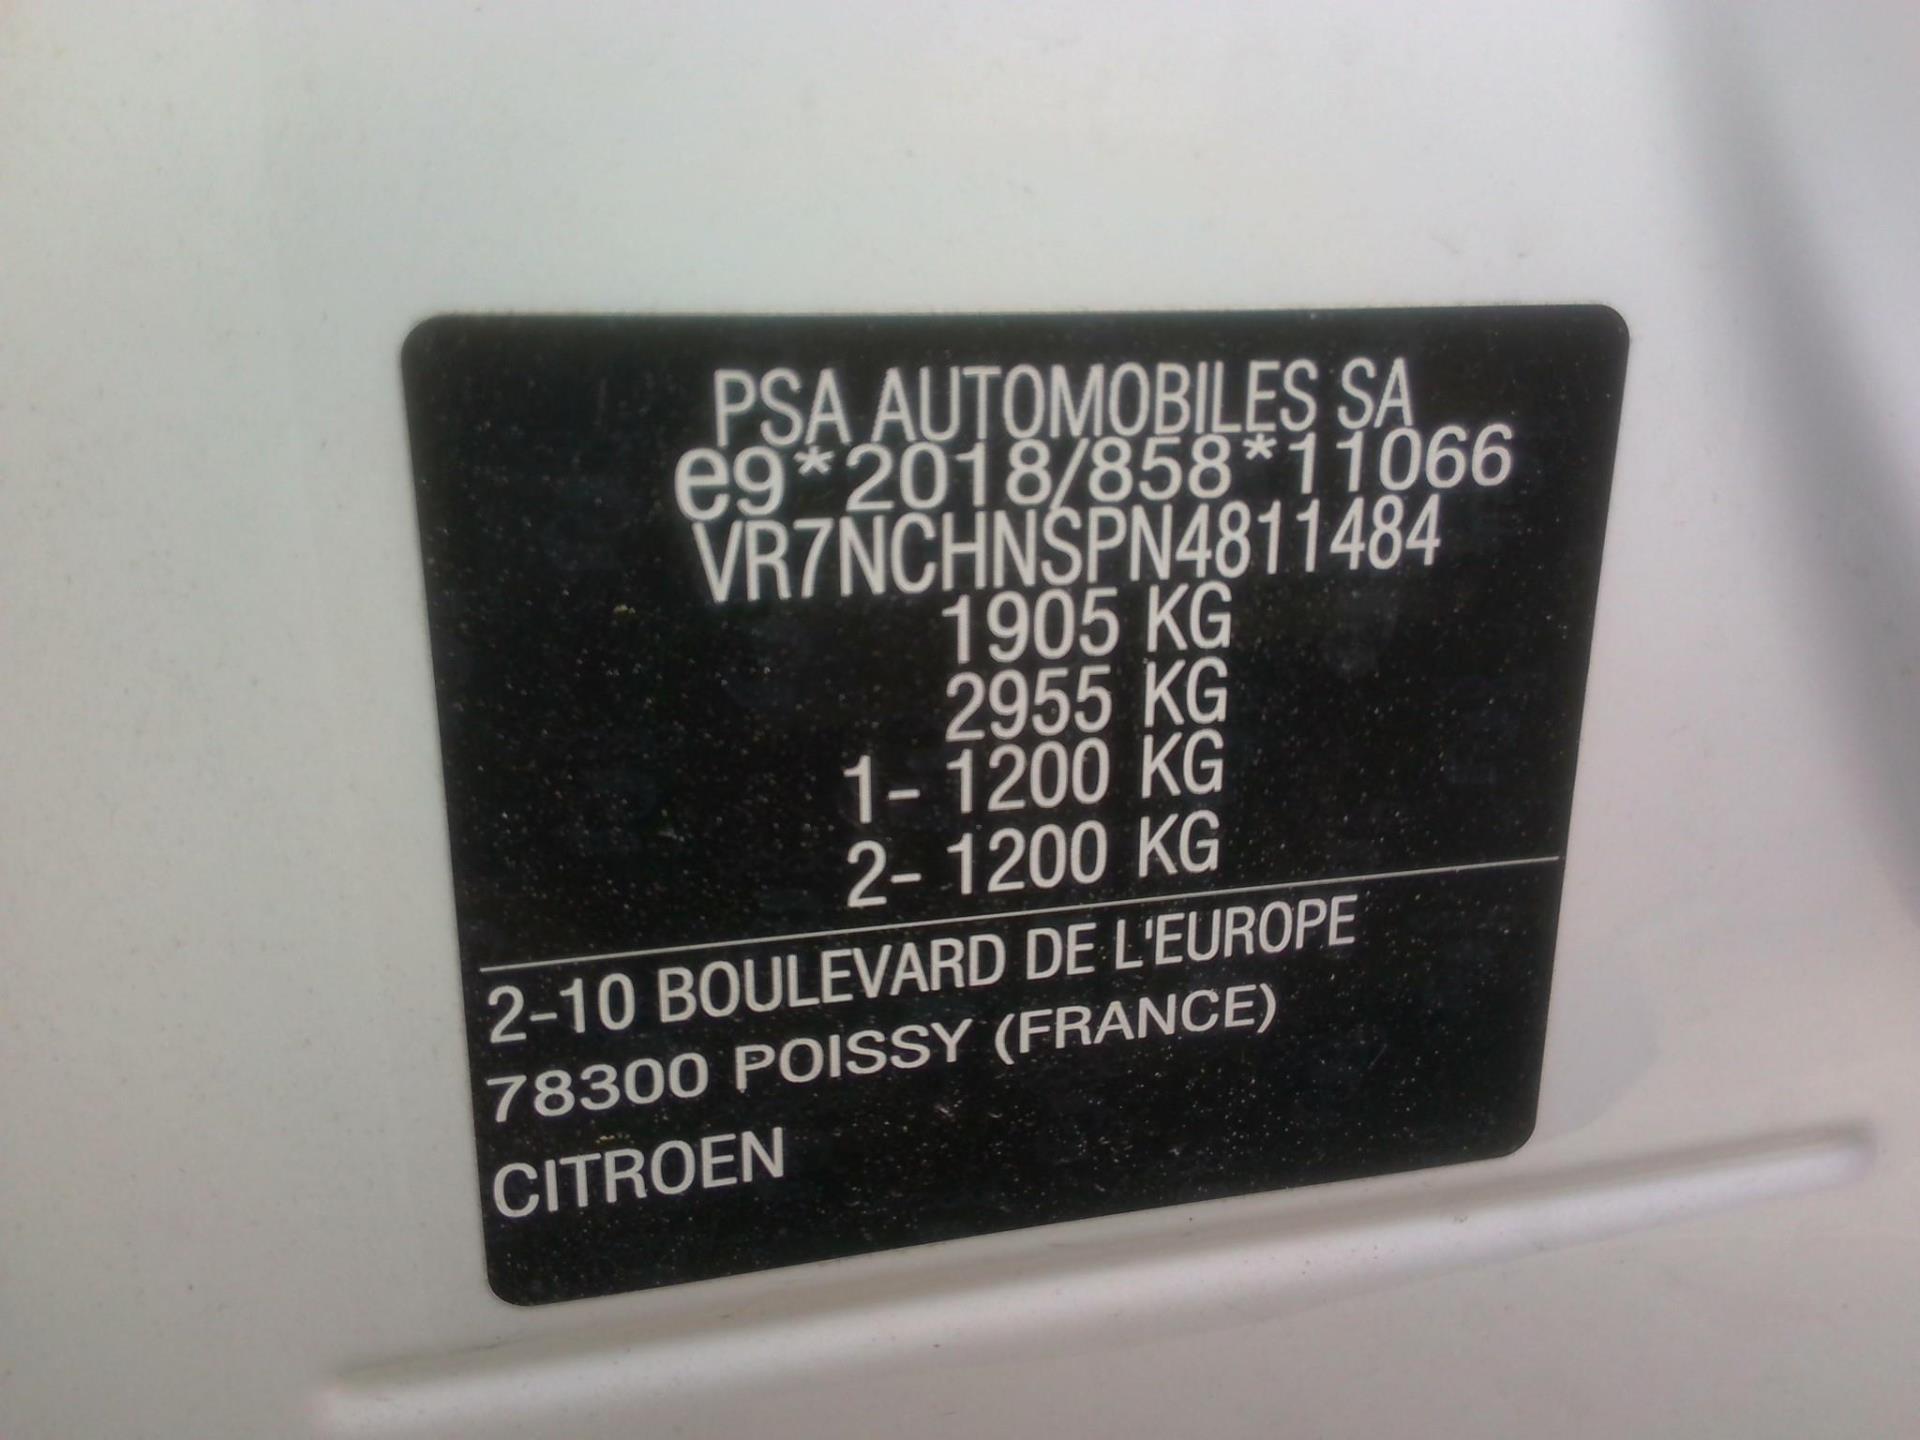 PSA AUTOMOBILES SA
e9*2018/858*11066
VR7NCHNSPN4811484
1905 KG
2955 KG
1- 1200 KG
2- 1200 KG
2-10 BOULEVARD DE L'EUROPE
78300 POISSY (FRANCE)
CITROEN